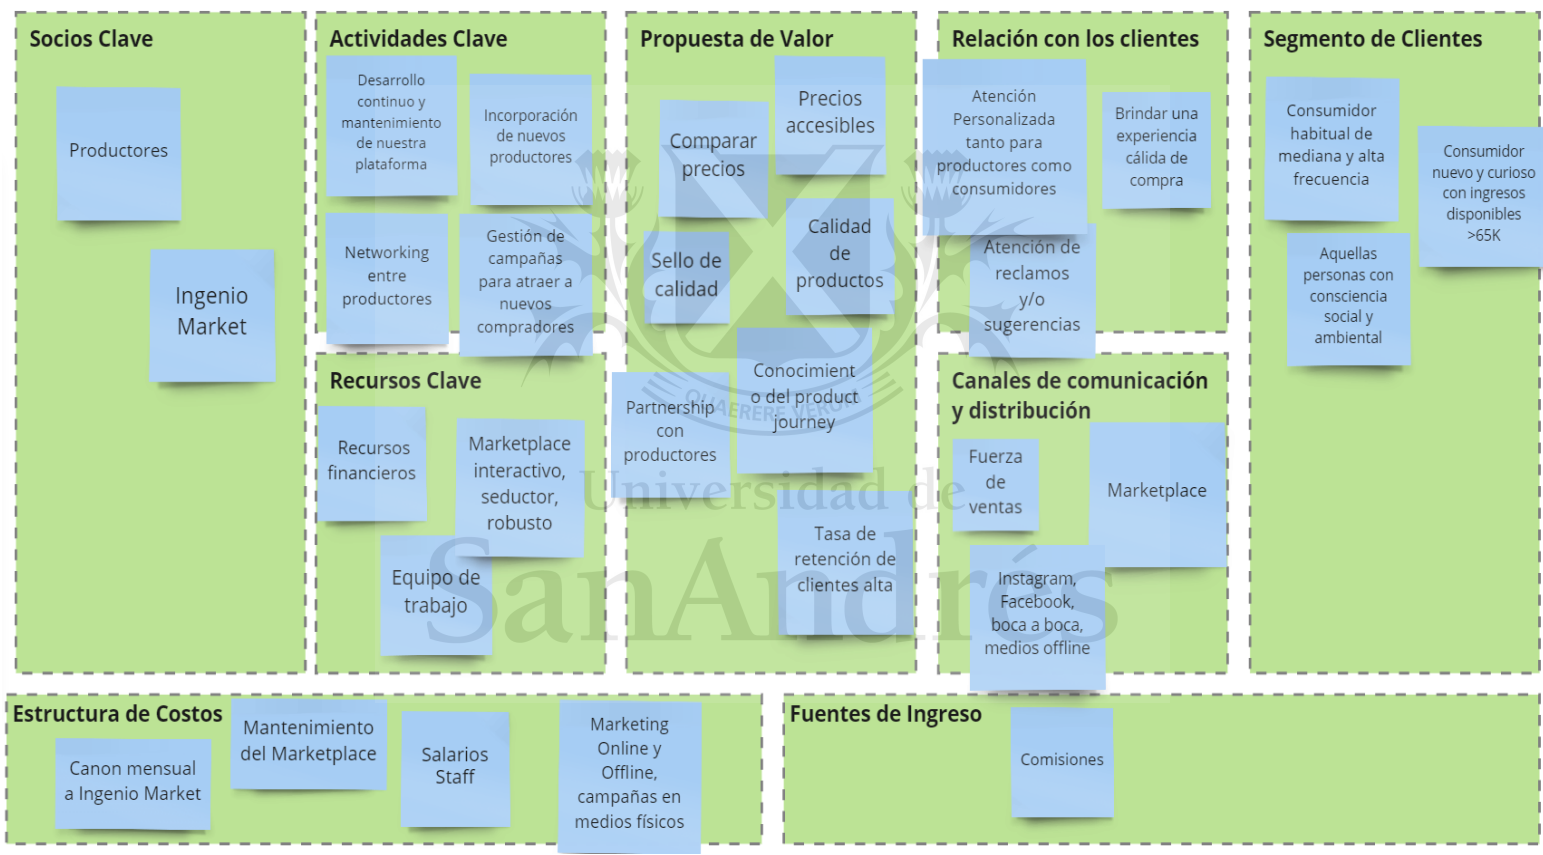 Socios Clave
Productores
Ingenio
Market
Actividades Clave
Desarrollo
continuo y
mantenimiento
de nuestra
plataforma
Incorporación
de nuevos
productores
Networking
entre
productores
Gestión de
campañas
para atraer a
nuevos
compradores
Recursos Clave
Recursos
financieros
Marketplace
interactivo,
seductor,
robusto
Equipo de
trabajo
Propuesta de Valor
Precios
accesibles
Comparar
precios
Calidad
de
productos
Sello de
calidad
Conocimient
o del product
journey
Partnership
con
productores
Tasa de
retención de
clientes alta
Relación con los clientes
Atención
Personalizada
tanto para
productores como
consumidores
Brindar una
experiencia
cálida de
compra
Atención de
reclamos
y/o
sugerencias
Canales de comunicación
y distribución
Fuerza
de
ventas
Marketplace
Instagram,
Facebook,
boca a boca,
medios offline
Segmento de Clientes
Consumidor
habitual de
mediana y alta
frecuencia
Consumidor
nuevo y curioso
con ingresos
disponibles
>65K
Aquellas
personas con
consciencia
social y
ambiental
Estructura de Costos
Canon mensual
a Ingenio Market
Mantenimiento
del Marketplace
Salarios
Staff
Marketing
Online y
Offline,
campañas en
medios físicos
Fuentes de Ingreso
Comisiones
QUAERERE VERUM
Universidad de
SanAndrés